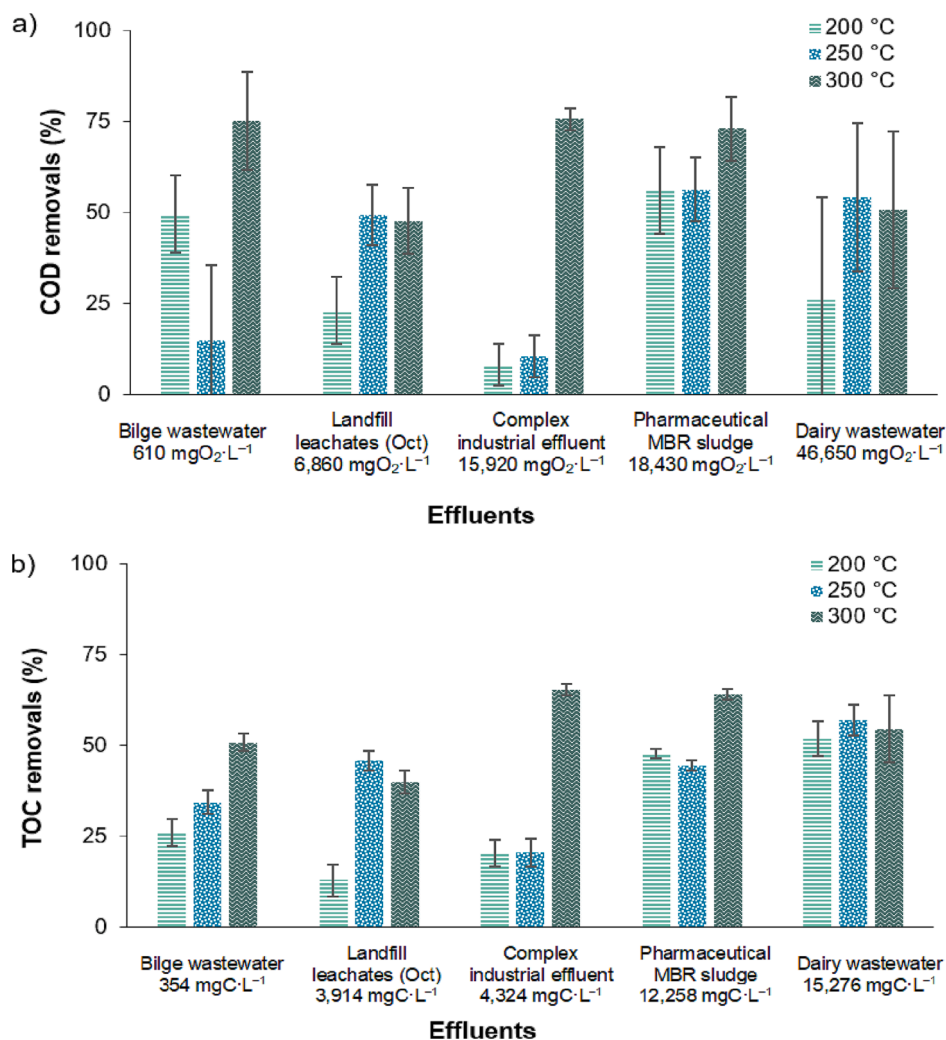 a)
100
75
50
25
0
COD removals (%)
200 °C
250 °C
300 °C
Bilge wastewater
610 mgO₂·L⁻¹
Landfill
leachates (Oct)
6,860 mgO₂·L⁻¹
Complex
industrial effluent
15,920 mgO₂·L⁻¹
Pharmaceutical
MBR sludge
18,430 mgO₂·L⁻¹
Dairy wastewater
46,650 mgO₂·L⁻¹
Effluents
b)
100
75
50
25
0
TOC removals (%)
200 °C
250 °C
300 °C
Bilge wastewater
354 mgC·L⁻¹
Landfill
leachates (Oct)
3,914 mgC·L⁻¹
Complex
industrial effluent
4,324 mgC·L⁻¹
Pharmaceutical
MBR sludge
12,258 mgC·L⁻¹
Dairy wastewater
15,276 mgC·L⁻¹
Effluents